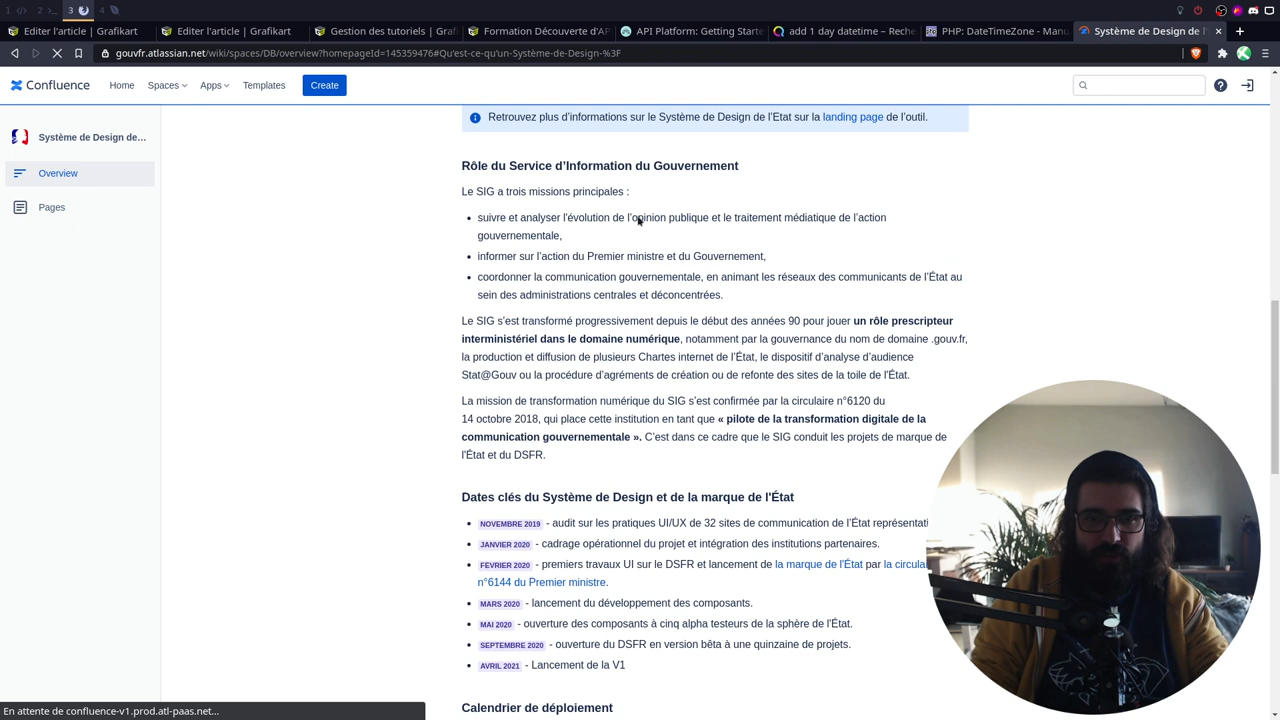 1 </>
2 >_
3
4
Editer l'article | Grafikart
Editer l'article | Grafikart
Gestion des tutoriels | Grafi
Formation Découverte d'AP
API Platform: Getting Starte
add 1 day datetime – Reche
PHP: DateTimeZone - Manu
Système de Design de l'
gouvfr.atlassian.net/wiki/spaces/DB/overview?homepageId=145359476#Qu'est-ce-qu'un-Système-de-Design-%3F
Confluence
Home
Spaces
Apps
Templates
Create
Système de Design de...
Overview
Pages
Retrouvez plus d'informations sur le Système de Design de l'Etat sur la landing page de l'outil.
Rôle du Service d'Information du Gouvernement
Le SIG a trois missions principales :
• suivre et analyser l'évolution de l'opinion publique et le traitement médiatique de l'action
gouvernementale,
• informer sur l'action du Premier ministre et du Gouvernement,
• coordonner la communication gouvernementale, en animant les réseaux des communicants de l'État au
sein des administrations centrales et déconcentrées.
Le SIG s'est transformé progressivement depuis le début des années 90 pour jouer un rôle prescripteur
interministériel dans le domaine numérique, notamment par la gouvernance du nom de domaine .gouv.fr,
la production et diffusion de plusieurs Chartes internet de l'État, le dispositif d'analyse d'audience
Stat@Gouv ou la procédure d'agréments de création ou de refonte des sites de la toile de l'État.
La mission de transformation numérique du SIG s'est confirmée par la circulaire n°6120 du
14 octobre 2018, qui place cette institution en tant que « pilote de la transformation digitale de la
communication gouvernementale ». C'est dans ce cadre que le SIG conduit les projets de marque de
l'État et du DSFR.
Dates clés du Système de Design et de la marque de l'État
• NOVEMBRE 2019 - audit sur les pratiques UI/UX de 32 sites de communication de l'État représentati
• JANVIER 2020 - cadrage opérationnel du projet et intégration des institutions partenaires.
• FEVRIER 2020 - premiers travaux UI sur le DSFR et lancement de la marque de l'État par la circula
n°6144 du Premier ministre.
• MARS 2020 - lancement du développement des composants.
• MAI 2020 - ouverture des composants à cinq alpha testeurs de la sphère de l'État.
• SEPTEMBRE 2020 - ouverture du DSFR en version bêta à une quinzaine de projets.
• AVRIL 2021 - Lancement de la V1
Calendrier de déploiement
En attente de confluence-v1.prod.atl-paas.net...